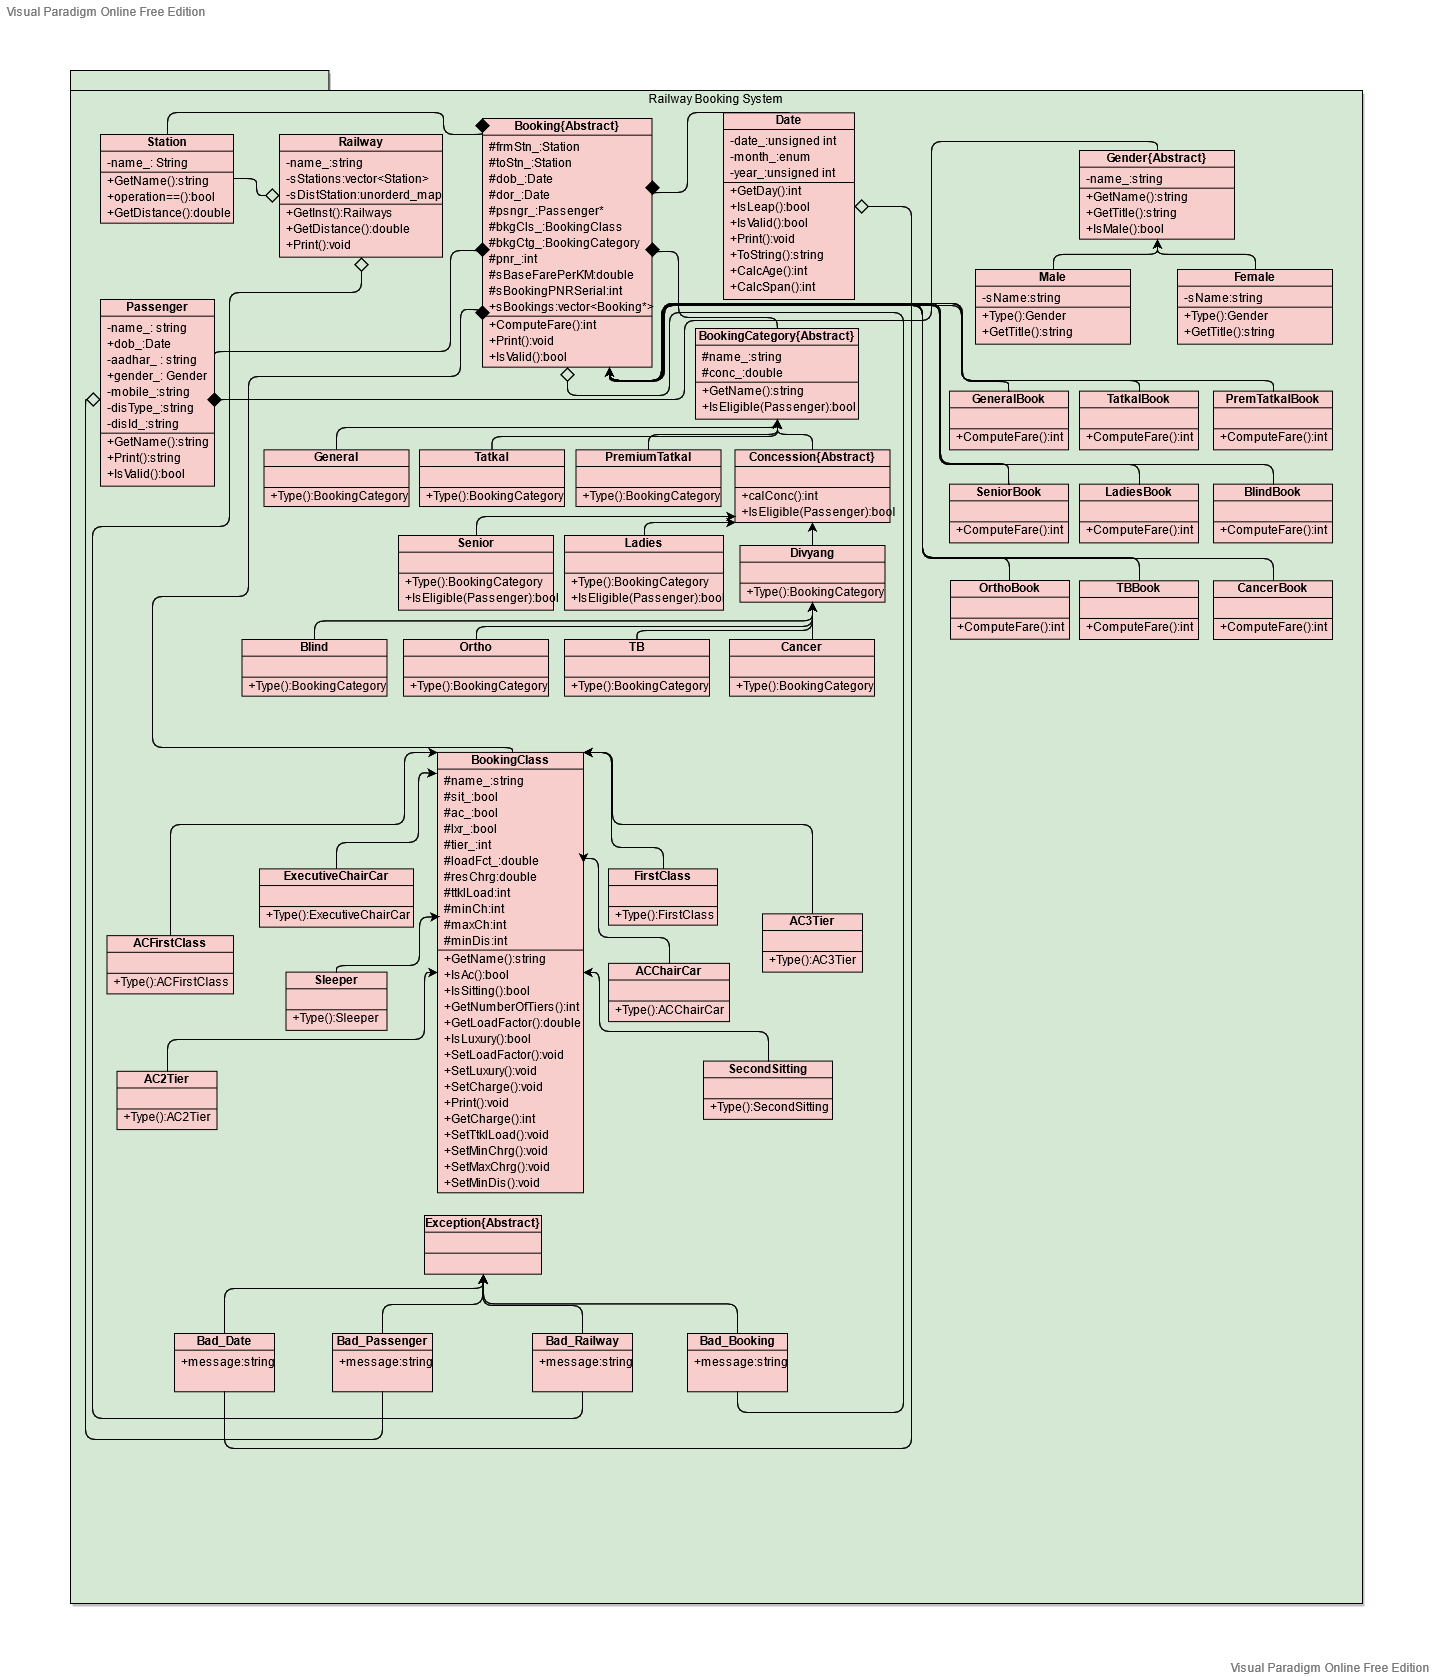 Visual Paradigm Online Free Edition
Railway Booking System
Station
-name_: String
+GetName():string
+operation==():bool
+GetDistance():double
Railway
-name_:string
-sStations:vector<Station>
-sDistStation:unorderd_map
+GetInst():Railways
+GetDistance():double
+Print():void
Booking{Abstract}
#frmStn_:Station
#toStn_:Station
#dob_:Date
#dor_:Date
#psngr_:Passenger*
#bkgCls_:BookingClass
#bkgCtg_:BookingCategory
#pnr_:int
#sBaseFarePerKM:double
#sBookingPNRSerial:int
+sBookings:vector<Booking*>
+ComputeFare():int
+Print():void
+IsValid():bool
Date
-date_:unsigned int
-month_:enum
-year_:unsigned int
+GetDay():int
+IsLeap():bool
+IsValid():bool
+Print():void
+ToString():string
+CalcAge():int
+CalcSpan():int
Gender{Abstract}
-name_:string
+GetName():string
+GetTitle():string
+IsMale():bool
Male
-sName:string
+Type():Gender
+GetTitle():string
Female
-sName:string
+Type():Gender
+GetTitle():string
Passenger
-name_: string
+dob_:Date
-aadhar_: string
+gender_: Gender
-mobile_:string
-disType_:string
-disId_:string
+GetName():string
+Print():string
+IsValid():bool
BookingCategory{Abstract}
#name_:string
#conc_:double
+GetName():string
+IsEligible(Passenger):bool
GeneralBook
+ComputeFare():int
TatkalBook
+ComputeFare():int
PremTatkalBook
+ComputeFare():int
General
+Type():BookingCategory
Tatkal
+Type():BookingCategory
PremiumTatkal
+Type():BookingCategory
Concession{Abstract}
+calConc():int
+IsEligible(Passenger):bool
SeniorBook
+ComputeFare():int
LadiesBook
+ComputeFare():int
BlindBook
+ComputeFare():int
Senior
+Type():BookingCategory
+IsEligible(Passenger):bool
Ladies
+Type():BookingCategory
+IsEligible(Passenger):bool
Divyang
+Type():BookingCategory
OrthoBook
+ComputeFare():int
TBBook
+ComputeFare():int
CancerBook
+ComputeFare():int
Blind
+Type():BookingCategory
Ortho
+Type():BookingCategory
TB
+Type():BookingCategory
Cancer
+Type():BookingCategory
BookingClass
#name_:string
#sit_:bool
#ac_:bool
#lxr_:bool
#tier_:int
#loadFct_:double
#resChrg:double
#ttklLoad:int
#minCh:int
#maxCh:int
#minDis:int
+GetName():string
+IsAc():bool
+IsSitting():bool
+GetNumberOfTiers():int
+GetLoadFactor():double
+IsLuxury():bool
+SetLoadFactor():void
+SetLuxury():void
+SetCharge():void
+Print():void
+GetCharge():int
+SetTtklLoad():void
+SetMinChrg():void
+SetMaxChrg():void
+SetMinDis():void
ExecutiveChairCar
+Type():ExecutiveChairCar
FirstClass
+Type():FirstClass
AC3Tier
+Type():AC3Tier
ACFirstClass
+Type():ACFirstClass
Sleeper
+Type():Sleeper
ACChairCar
+Type():ACChairCar
AC2Tier
+Type():AC2Tier
SecondSitting
+Type():SecondSitting
Exception{Abstract}
Bad_Date
+message:string
Bad_Passenger
+message:string
Bad_Railway
+message:string
Bad_Booking
+message:string
Visual Paradigm Online Free Edition